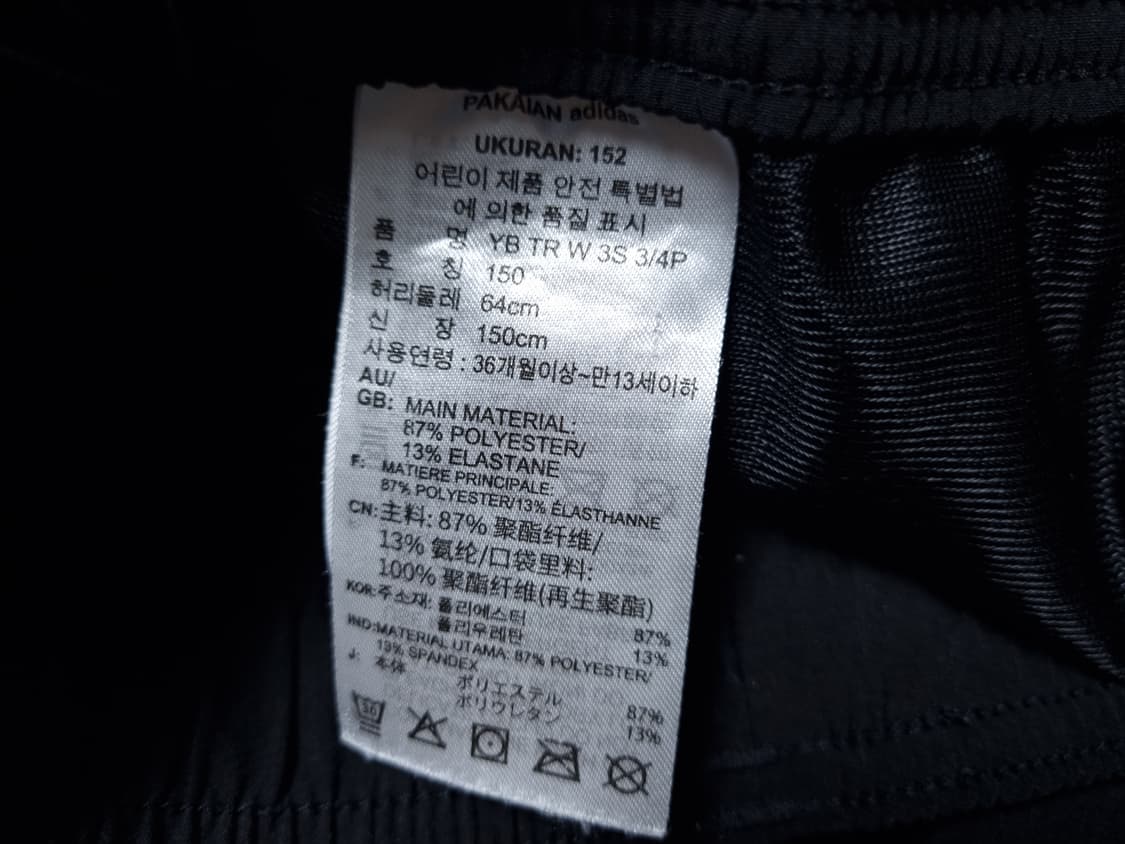 PAKAIAN adidas
UKURAN: 152
어린이 제품 안전 특별법
에 의한 품질 표시
품 명 YB TR W 3S 3/4P
호 칭 150
허리둘레 64cm
신 장 150cm
사용연령 : 36개월이상~만13세이하
AU/
GB: MAIN MATERIAL:
87% POLYESTER/
13% ELASTANE
F: MATIERE PRINCIPALE:
87% POLYESTER/13% ELASTHANNE
CN: 主料: 87% 聚酯纤维/
13% 氨纶/口袋里料:
100% 聚酯纤维(再生聚酯)
KOR: 주소재: 폴리에스터 87%
폴리우레탄 13%
IND: MATERIAL UTAMA: 87% POLYESTER/
13% SPANDEX
J: 本体 ポリエステル 87%
ポリウレタン 13%
30